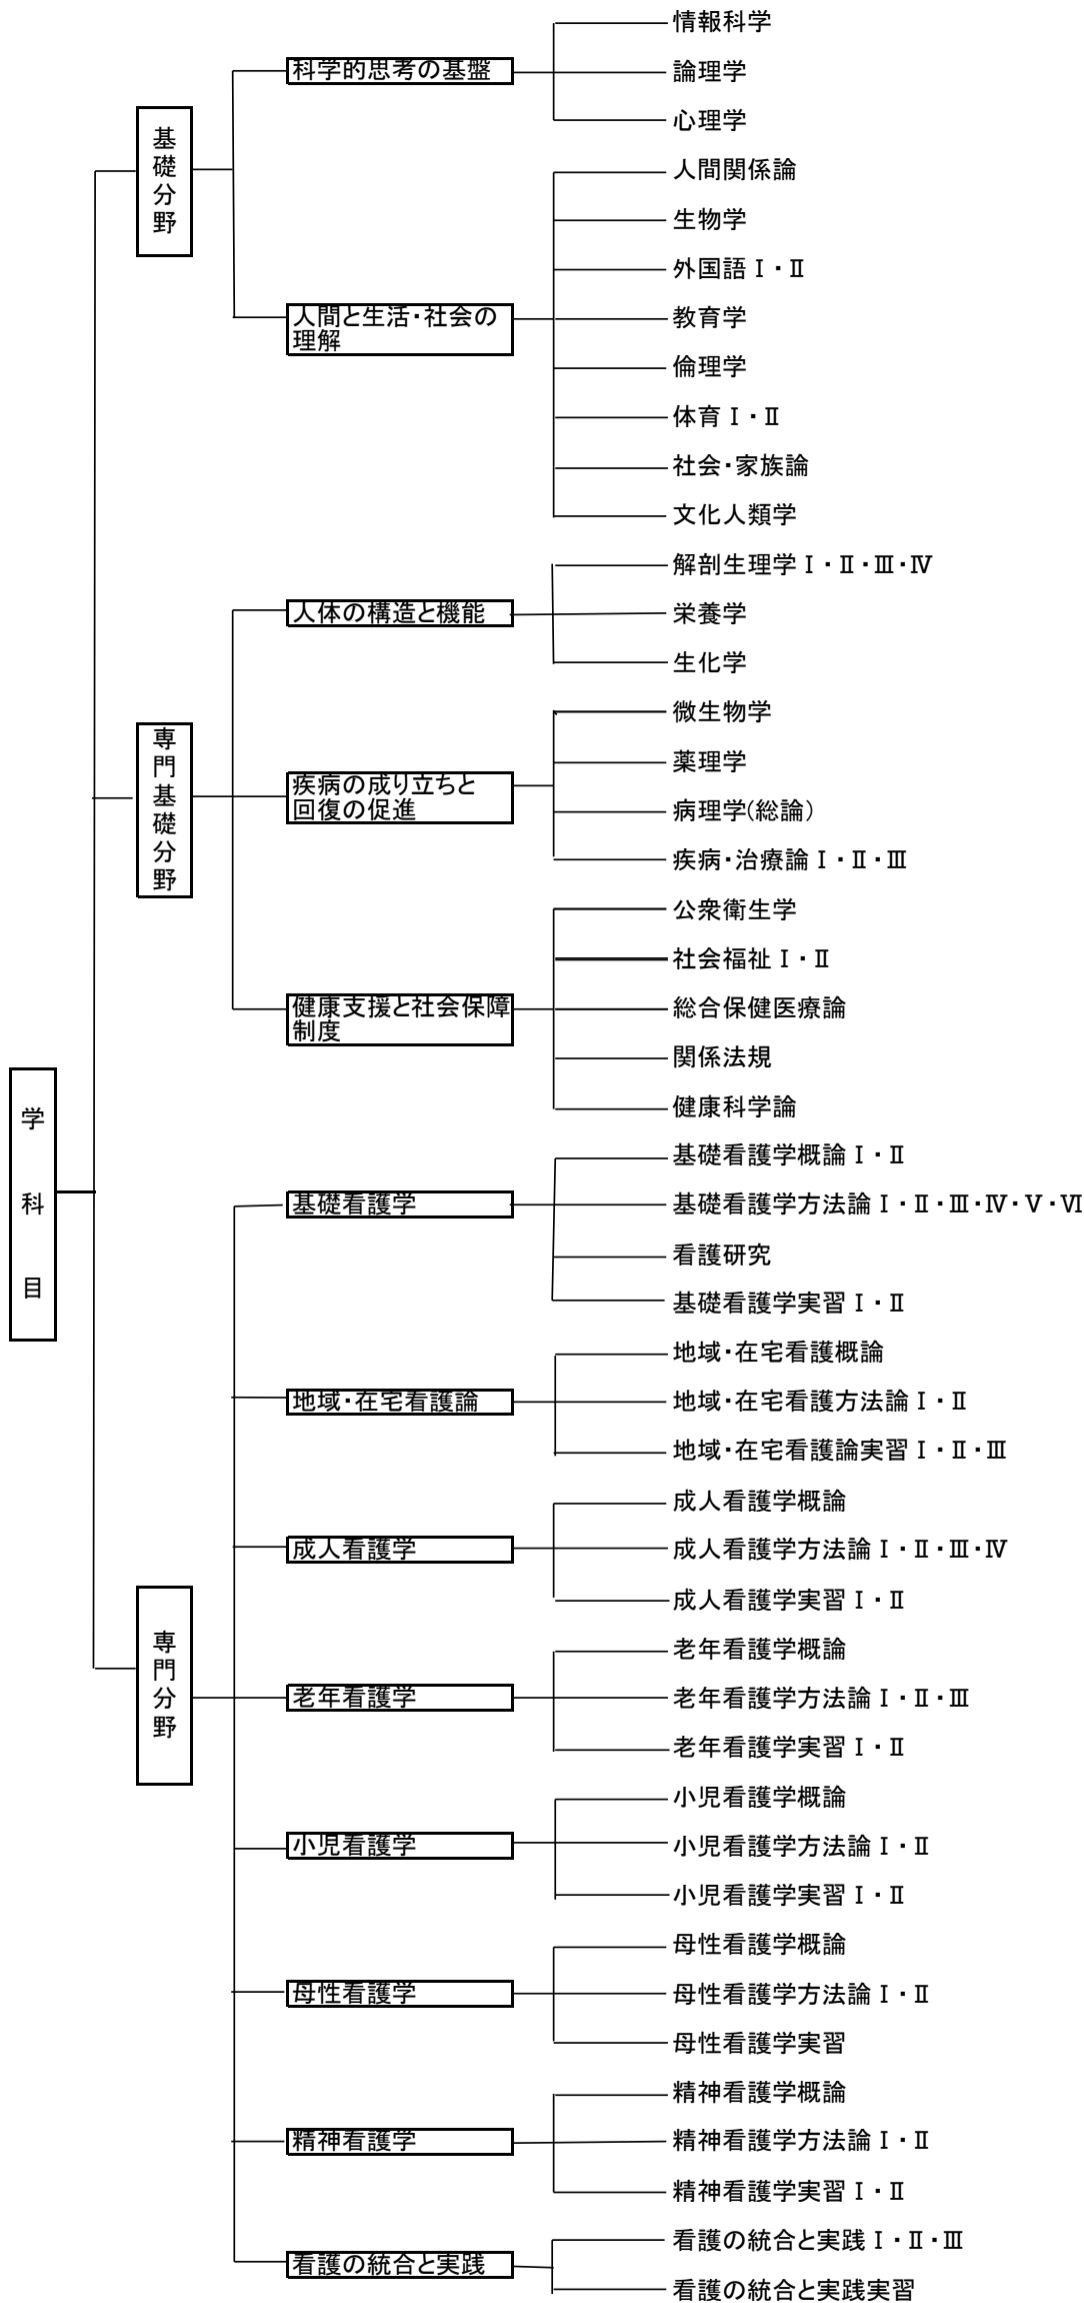 学科目
基礎分野
科学的思考の基盤
情報科学
論理学
心理学
人間と生活・社会の
理解
人間関係論
生物学
外国語Ⅰ・Ⅱ
教育学
倫理学
体育Ⅰ・Ⅱ
社会・家族論
文化人類学
専門基礎分野
人体の構造と機能
解剖生理学Ⅰ・Ⅱ・Ⅲ・Ⅳ
栄養学
生化学
疾病の成り立ちと
回復の促進
微生物学
薬理学
病理学(総論)
疾病・治療論Ⅰ・Ⅱ・Ⅲ
健康支援と社会保障
制度
公衆衛生学
社会福祉Ⅰ・Ⅱ
総合保健医療論
関係法規
健康科学論
専門分野
基礎看護学
基礎看護学概論Ⅰ・Ⅱ
基礎看護学方法論Ⅰ・Ⅱ・Ⅲ・Ⅳ・Ⅴ・Ⅵ
看護研究
基礎看護学実習Ⅰ・Ⅱ
地域・在宅看護論
地域・在宅看護概論
地域・在宅看護方法論Ⅰ・Ⅱ
地域・在宅看護論実習Ⅰ・Ⅱ・Ⅲ
成人看護学
成人看護学概論
成人看護学方法論Ⅰ・Ⅱ・Ⅲ・Ⅳ
成人看護学実習Ⅰ・Ⅱ
老年看護学
老年看護学概論
老年看護学方法論Ⅰ・Ⅱ・Ⅲ
老年看護学実習Ⅰ・Ⅱ
小児看護学
小児看護学概論
小児看護学方法論Ⅰ・Ⅱ
小児看護学実習Ⅰ・Ⅱ
母性看護学
母性看護学概論
母性看護学方法論Ⅰ・Ⅱ
母性看護学実習
精神看護学
精神看護学概論
精神看護学方法論Ⅰ・Ⅱ
精神看護学実習Ⅰ・Ⅱ
看護の統合と実践
看護の統合と実践Ⅰ・Ⅱ・Ⅲ
看護の統合と実践実習